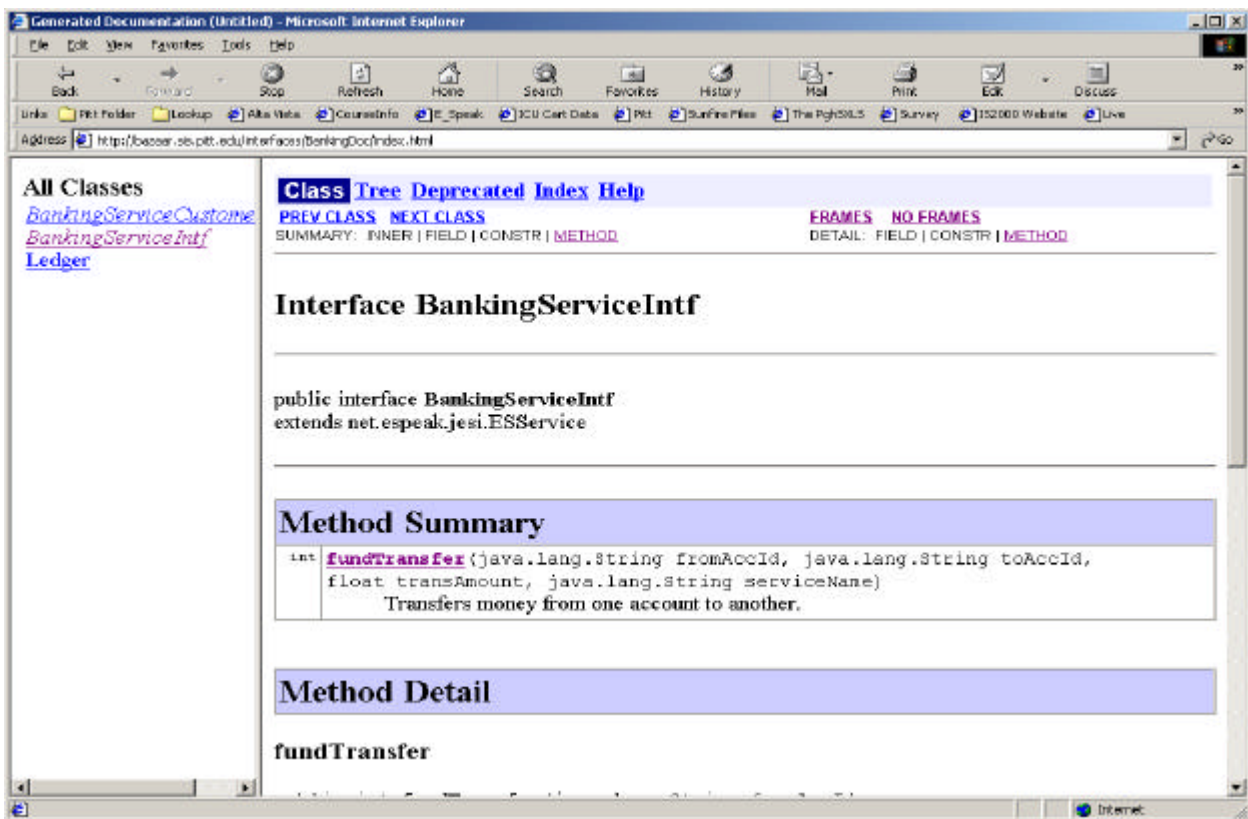 Generated Documentation (Untitled) - Microsoft Internet Explorer
File Edit View Favorites Tools Help
Back Forward Stop Refresh Home Search Favorites History Mail Print Edit Discuss
Links Pitt Folder Lookup Alta Vista CourseInfo E_Speak ICU Cert Data Pitt Sunfire Files The PghSXLS Survey IS2000 Website Live
Address http://basser.sis.pitt.edu/interfaces/BankingDoc/index.html Go
All Classes
BankingServiceCustome
BankingServiceIntf
Ledger
Class Tree Deprecated Index Help
PREV CLASS NEXT CLASS FRAMES NO FRAMES
SUMMARY: INNER | FIELD | CONSTR | METHOD DETAIL: FIELD | CONSTR | METHOD
Interface BankingServiceIntf
public interface BankingServiceIntf
extends net.espeak.jesi.ESService
Method Summary
int fundTransfer(java.lang.String fromAccId, java.lang.String toAccId,
float transAmount, java.lang.String serviceName)
Transfers money from one account to another.
Method Detail
fundTransfer
Internet